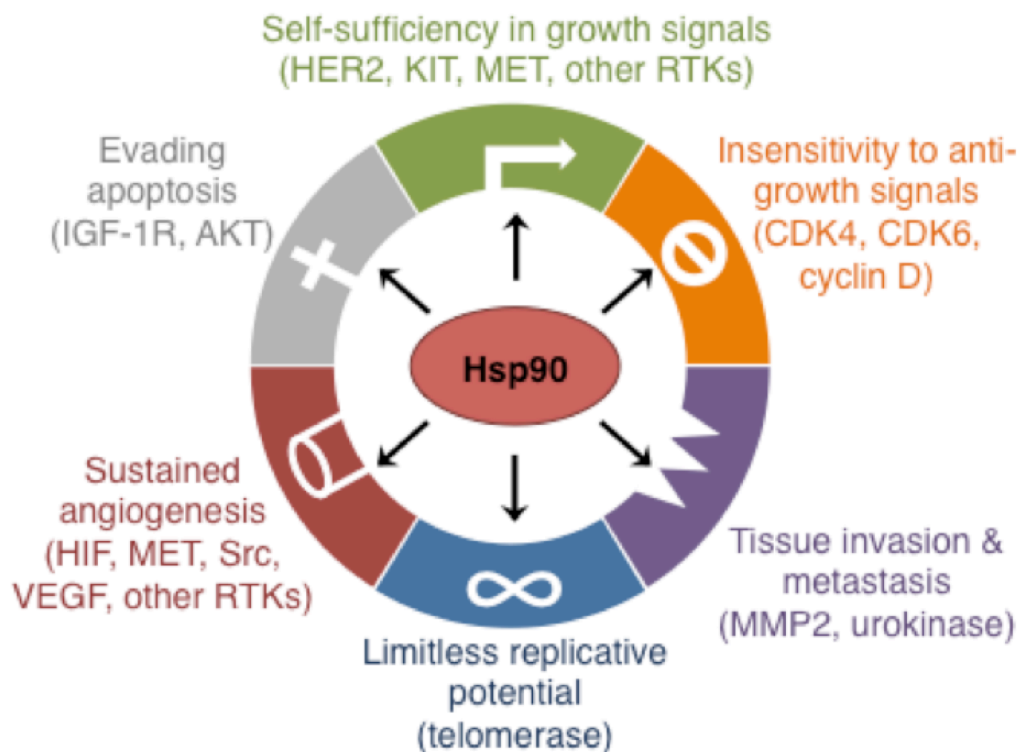 Self-sufficiency in growth signals
(HER2, KIT, MET, other RTKs)
Evading
apoptosis
(IGF-1R, AKT)
Insensitivity to anti-
growth signals
(CDK4, CDK6,
cyclin D)
Hsp90
Sustained
angiogenesis
(HIF, MET, Src,
VEGF, other RTKs)
Tissue invasion &
metastasis
(MMP2, urokinase)
Limitless replicative
potential
(telomerase)